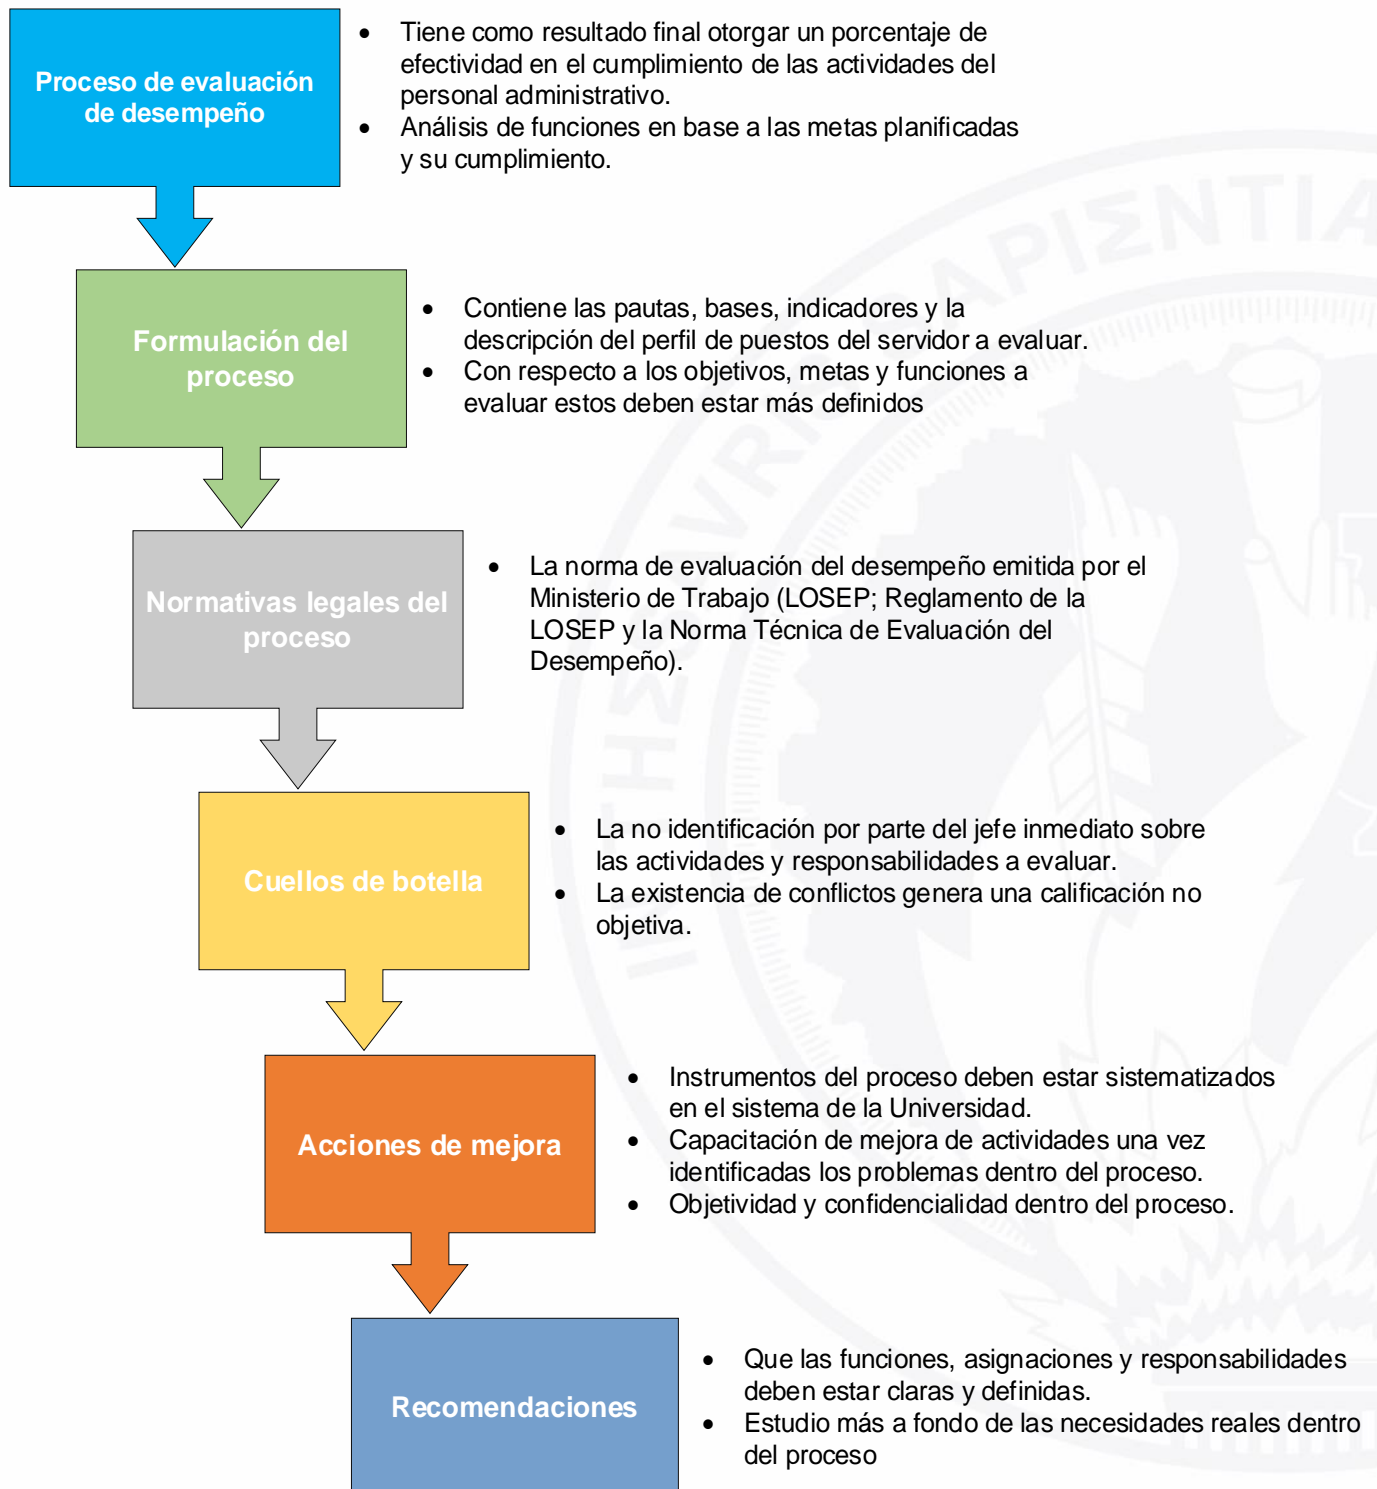 Proceso de evaluación
de desempeño
• Tiene como resultado final otorgar un porcentaje de
efectividad en el cumplimiento de las actividades del
personal administrativo.
• Análisis de funciones en base a las metas planificadas
y su cumplimiento.
Formulación del
proceso
• Contiene las pautas, bases, indicadores y la
descripción del perfil de puestos del servidor a evaluar.
• Con respecto a los objetivos, metas y funciones a
evaluar estos deben estar más definidos
Normativas legales del
proceso
• La norma de evaluación del desempeño emitida por el
Ministerio de Trabajo (LOSEP; Reglamento de la
LOSEP y la Norma Técnica de Evaluación del
Desempeño).
Cuellos de botella
• La no identificación por parte del jefe inmediato sobre
las actividades y responsabilidades a evaluar.
• La existencia de conflictos genera una calificación no
objetiva.
Acciones de mejora
• Instrumentos del proceso deben estar sistematizados
en el sistema de la Universidad.
• Capacitación de mejora de actividades una vez
identificadas los problemas dentro del proceso.
• Objetividad y confidencialidad dentro del proceso.
Recomendaciones
• Que las funciones, asignaciones y responsabilidades
deben estar claras y definidas.
• Estudio más a fondo de las necesidades reales dentro
del proceso